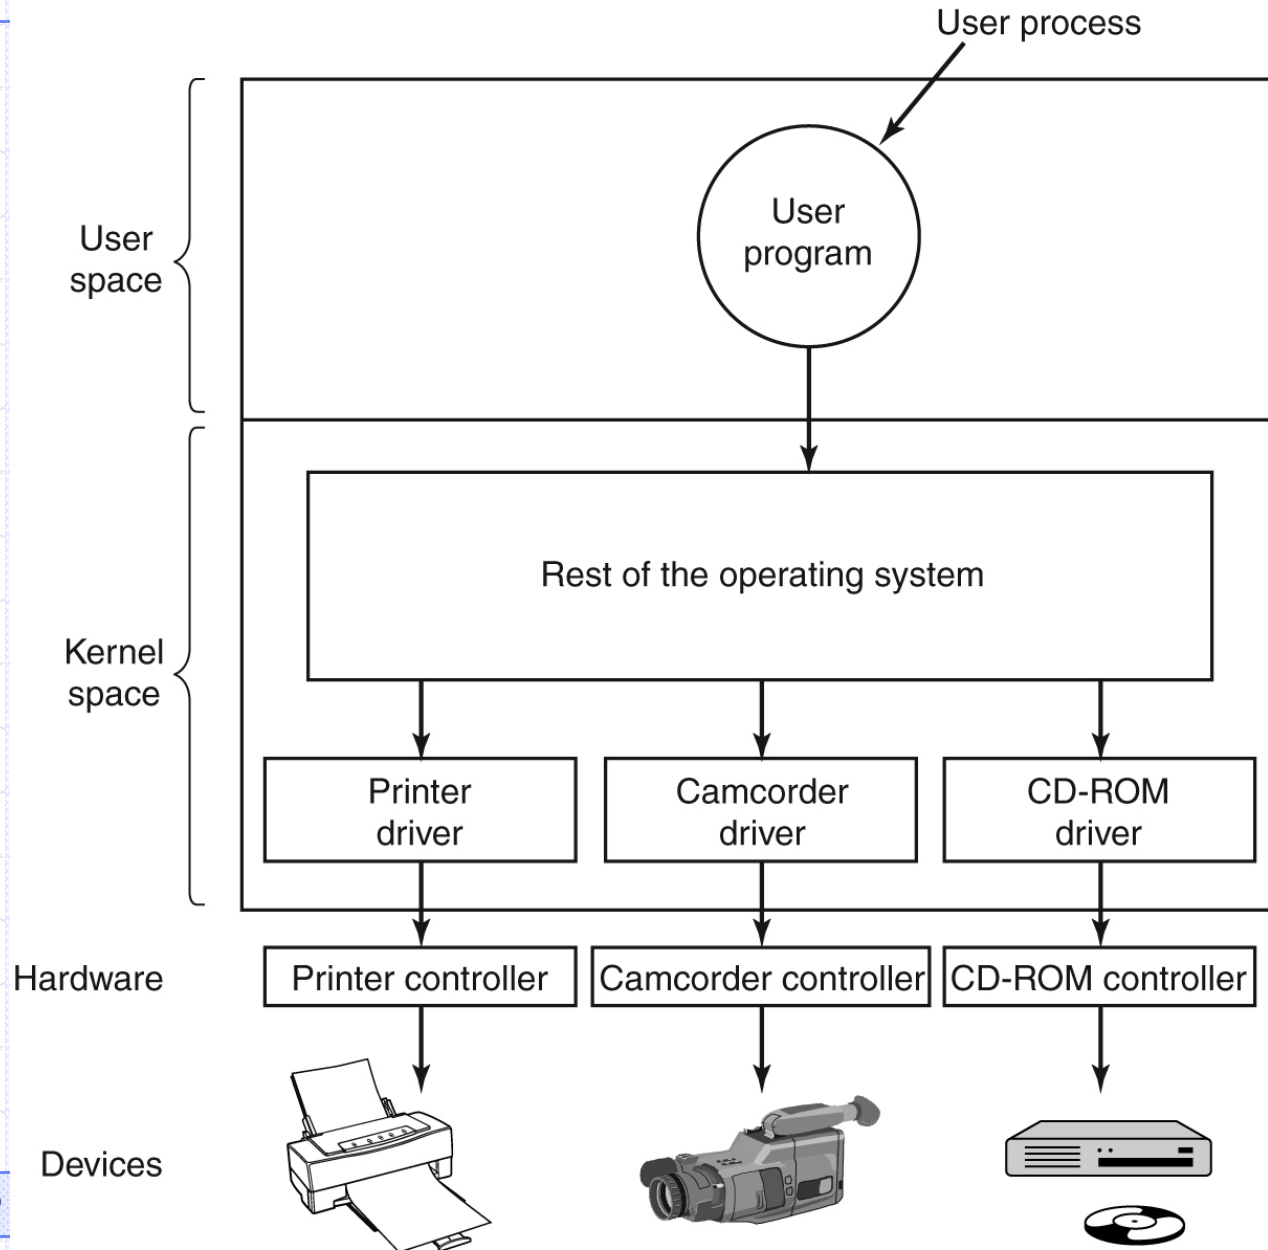 User process
User
program
User
space
Rest of the operating system
Kernel
space
Printer
driver
Camcorder
driver
CD-ROM
driver
Hardware
Printer controller
Camcorder controller
CD-ROM controller
Devices